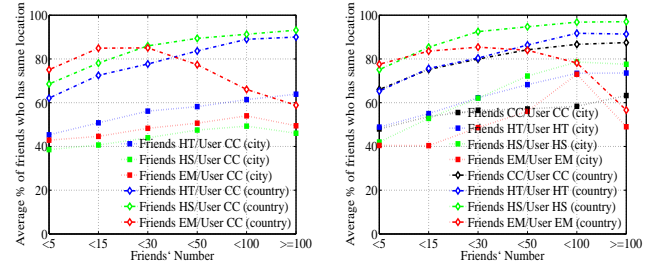 Average % of friends who has same location
100
80
60
40
20
0
Friends HT/User CC (city)
Friends HS/User CC (city)
Friends EM/User CC (city)
Friends HT/User CC (country)
Friends HS/User CC (country)
Friends EM/User CC (country)
<5 <15 <30 <50 <100 >=100
Friends' Number
Average % of friends who has same location
100
80
60
40
20
0
Friends CC/User CC (city)
Friends HT/User HT (city)
Friends HS/User HS (city)
Friends EM/User EM (city)
Friends CC/User CC (country)
Friends HT/User HT (country)
Friends HS/User HS (country)
Friends EM/User EM (country)
<5 <15 <30 <50 <100 >=100
Friends' Number